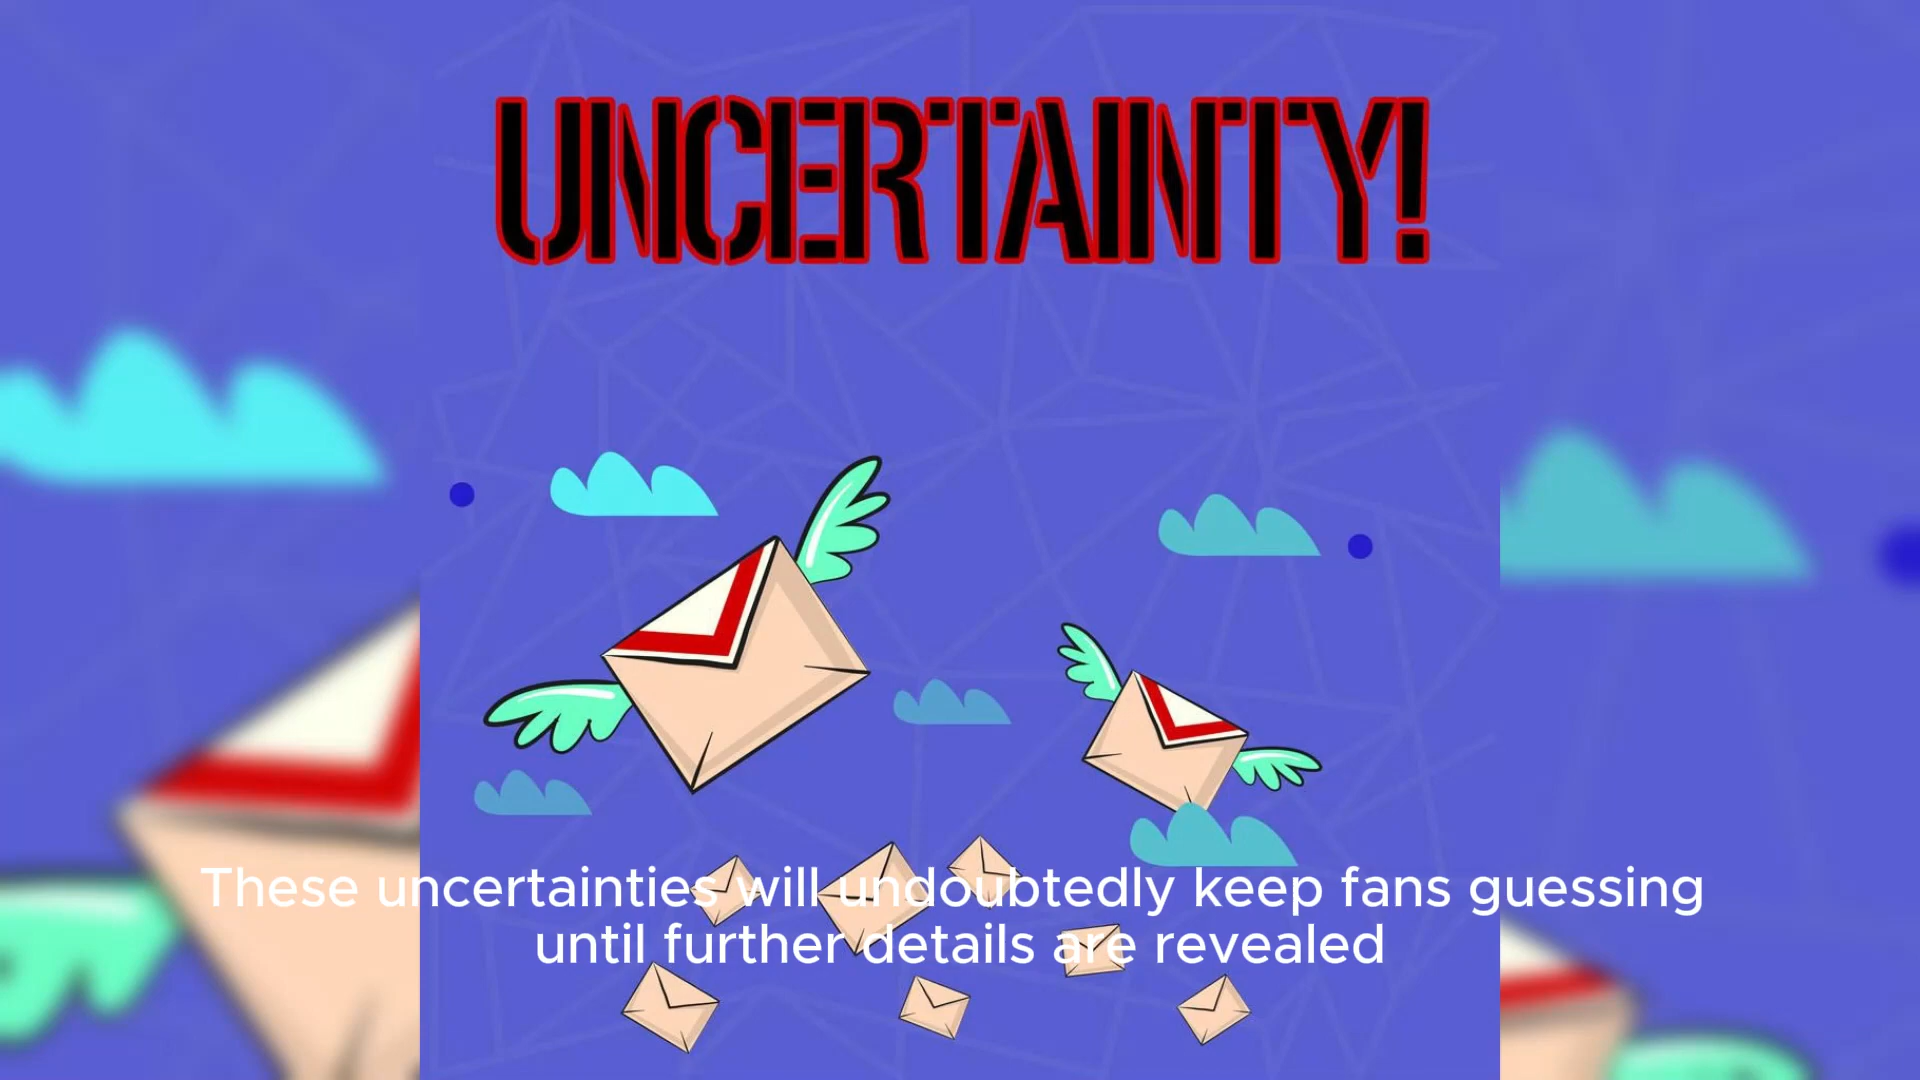 UNCERTAINTY!
These uncertainties will undoubtedly keep fans guessing
until further details are revealed